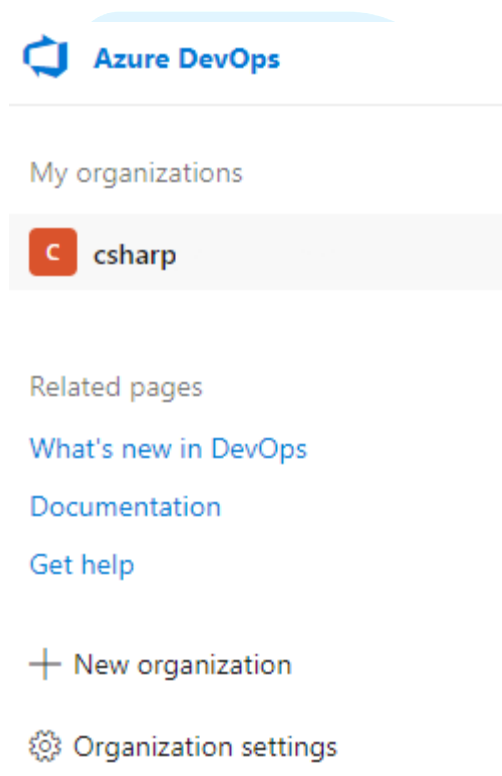 Azure DevOps
My organizations
C csharp
Related pages
What's new in DevOps
Documentation
Get help
New organization
Organization settings